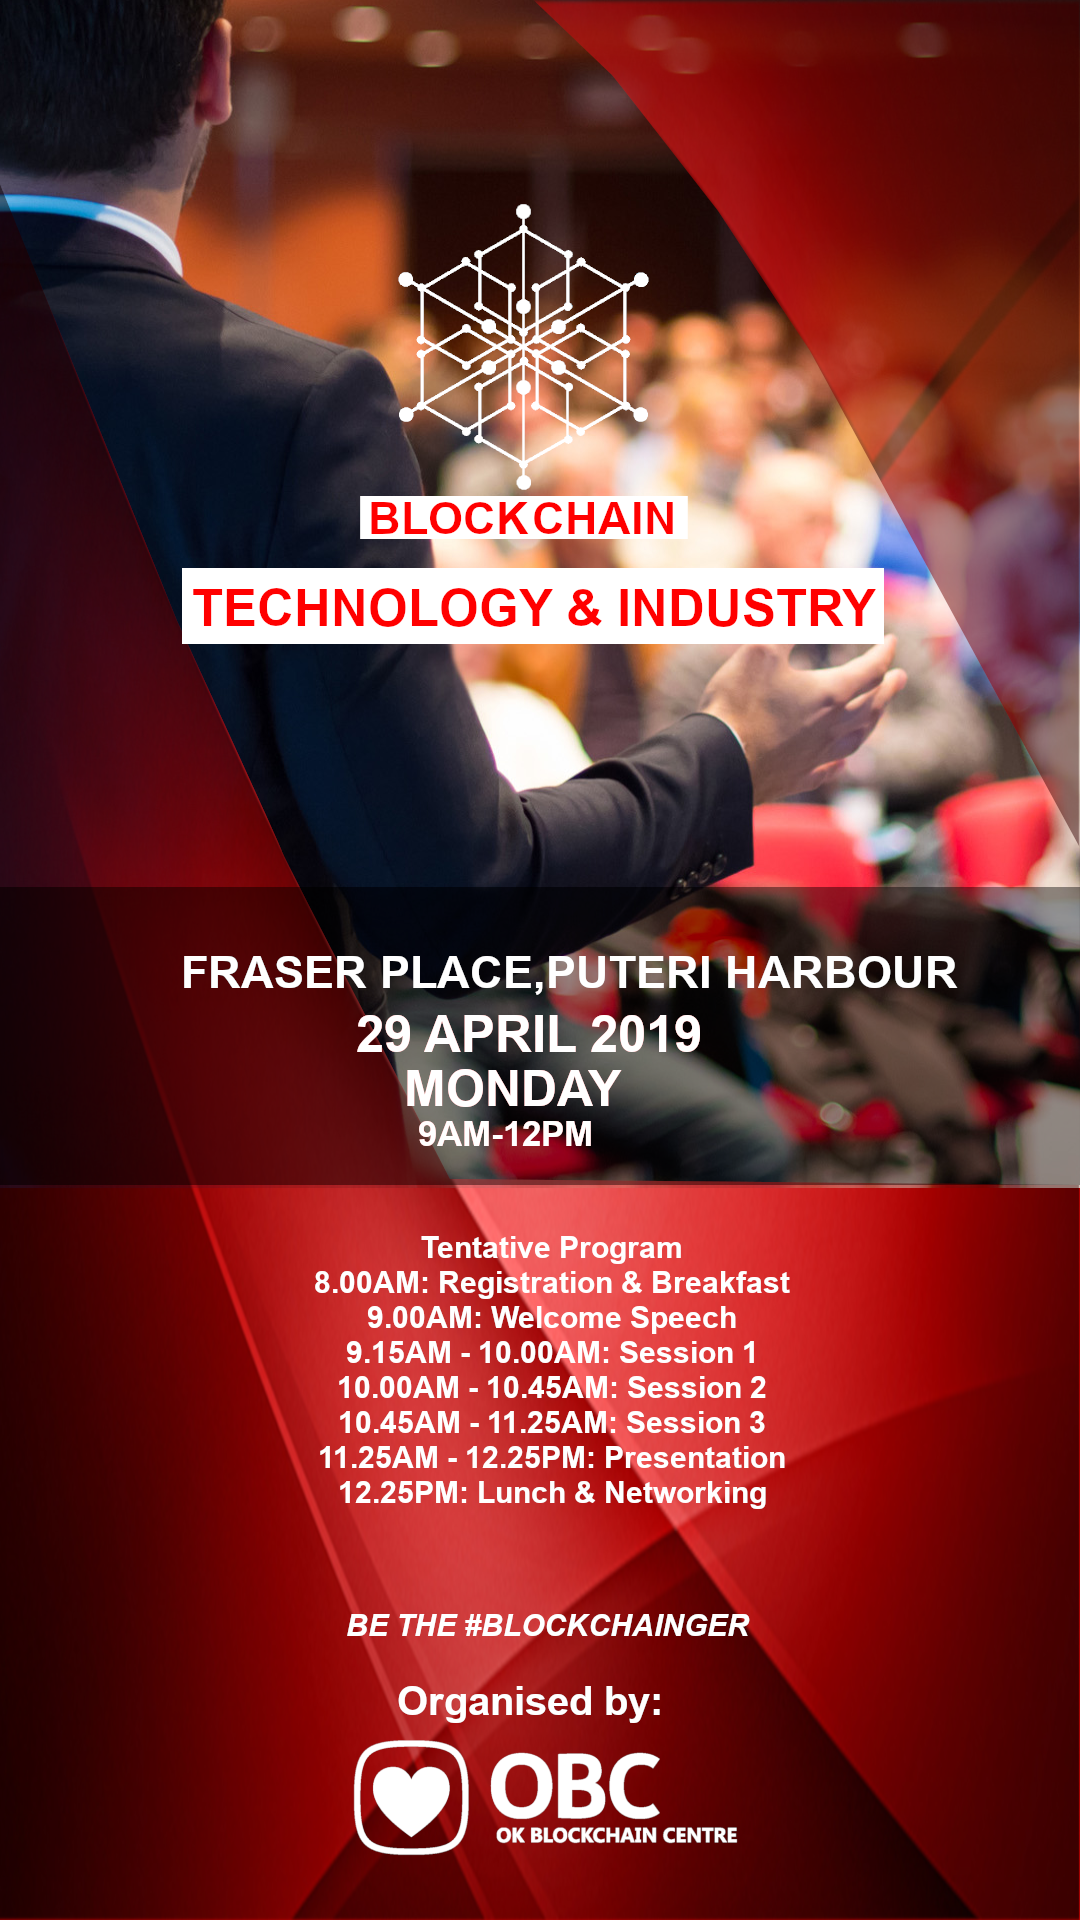 BLOCKCHAIN
TECHNOLOGY & INDUSTRY
FRASER PLACE,PUTERI HARBOUR
29 APRIL 2019
MONDAY
9AM-12PM
Tentative Program
8.00AM: Registration & Breakfast
9.00AM: Welcome Speech
9.15AM - 10.00AM: Session 1
10.00AM - 10.45AM: Session 2
10.45AM - 11.25AM: Session 3
11.25AM - 12.25PM: Presentation
12.25PM: Lunch & Networking
BE THE #BLOCKCHAINGER
Organised by:
OBC
OK BLOCKCHAIN CENTRE